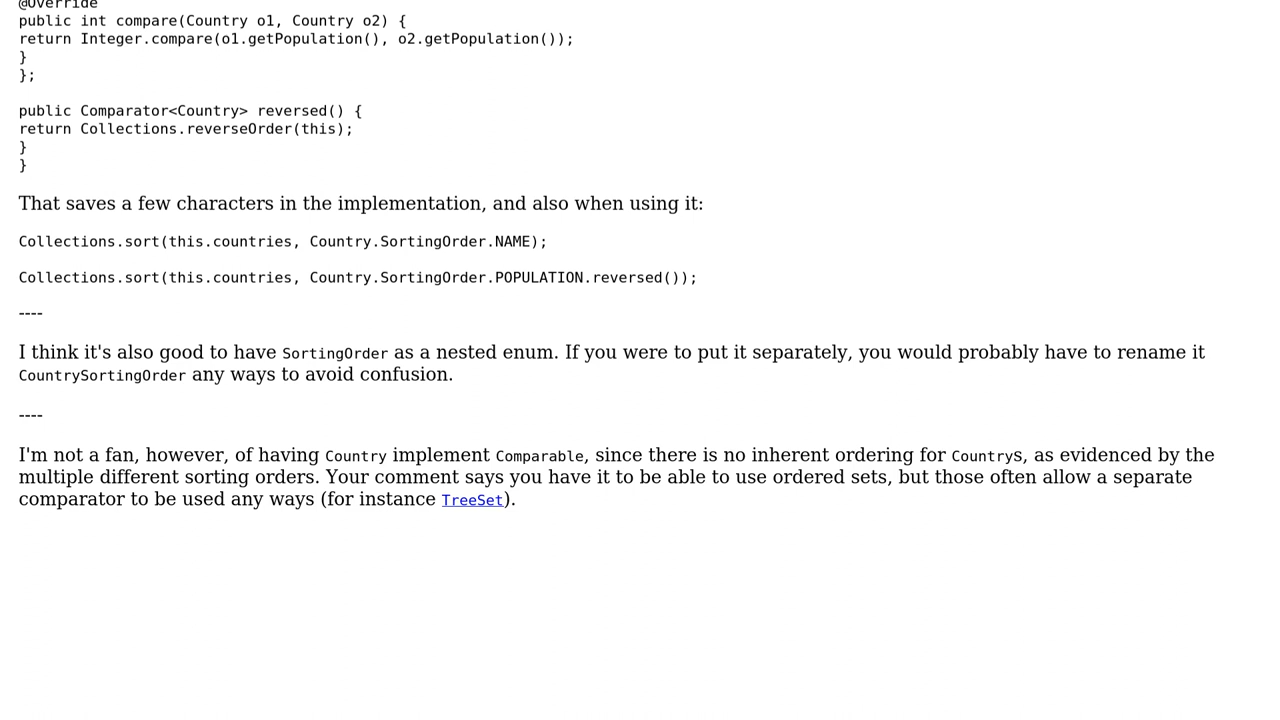 @Override
public int compare(Country o1, Country o2) {
return Integer.compare(o1.getPopulation(), o2.getPopulation());
}
};
public Comparator<Country> reversed() {
return Collections.reverseOrder(this);
}
}
That saves a few characters in the implementation, and also when using it:
Collections.sort(this.countries, Country.SortingOrder.NAME);
Collections.sort(this.countries, Country.SortingOrder.POPULATION.reversed());
----
I think it's also good to have SortingOrder as a nested enum. If you were to put it separately, you would probably have to rename it
CountrySortingOrder any ways to avoid confusion.
----
I'm not a fan, however, of having Country implement Comparable, since there is no inherent ordering for Countrys, as evidenced by the
multiple different sorting orders. Your comment says you have it to be able to use ordered sets, but those often allow a separate
comparator to be used any ways (for instance TreeSet).